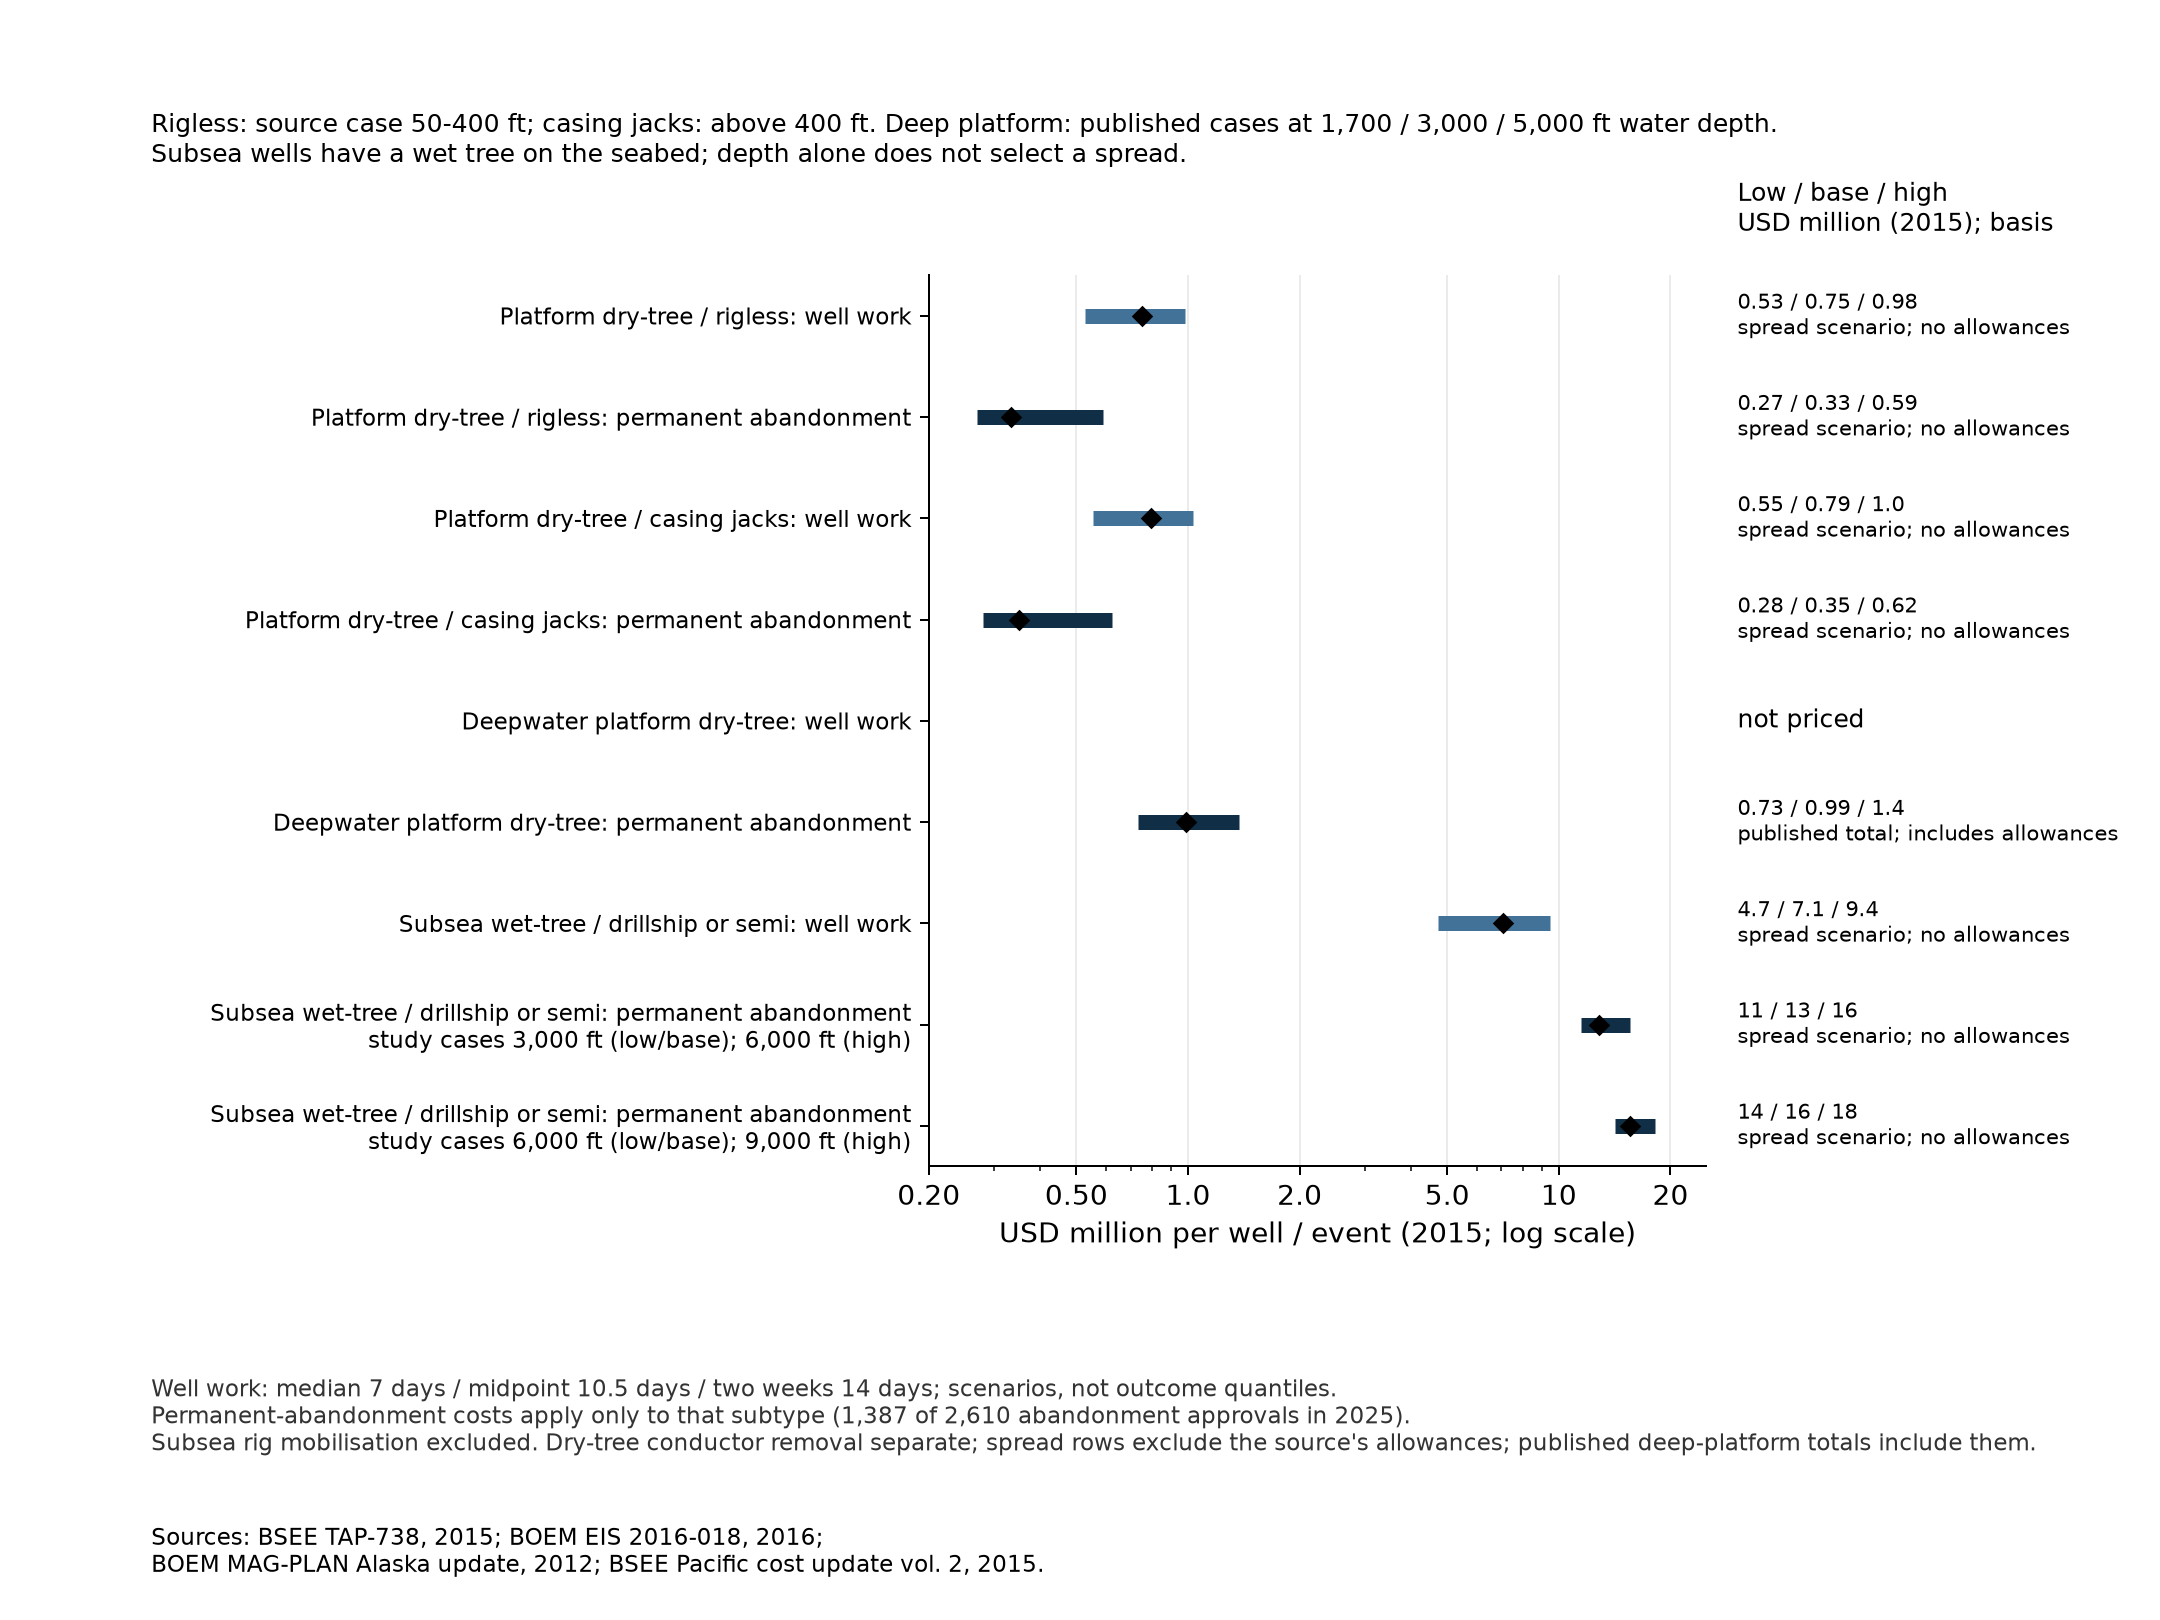 Rigless: source case 50-400 ft; casing jacks: above 400 ft. Deep platform: published cases at 1,700 / 3,000 / 5,000 ft water depth.
Subsea wells have a wet tree on the seabed; depth alone does not select a spread.
Low / base / high
USD million (2015); basis
Platform dry-tree / rigless: well work
0.53 / 0.75 / 0.98
spread scenario; no allowances
Platform dry-tree / rigless: permanent abandonment
0.27 / 0.33 / 0.59
spread scenario; no allowances
Platform dry-tree / casing jacks: well work
0.55 / 0.79 / 1.0
spread scenario; no allowances
Platform dry-tree / casing jacks: permanent abandonment
0.28 / 0.35 / 0.62
spread scenario; no allowances
Deepwater platform dry-tree: well work
not priced
Deepwater platform dry-tree: permanent abandonment
0.73 / 0.99 / 1.4
published total; includes allowances
Subsea wet-tree / drillship or semi: well work
4.7 / 7.1 / 9.4
spread scenario; no allowances
Subsea wet-tree / drillship or semi: permanent abandonment
study cases 3,000 ft (low/base); 6,000 ft (high)
11 / 13 / 16
spread scenario; no allowances
Subsea wet-tree / drillship or semi: permanent abandonment
study cases 6,000 ft (low/base); 9,000 ft (high)
14 / 16 / 18
spread scenario; no allowances
0.20 0.50 1.0 2.0 5.0 10 20
USD million per well / event (2015; log scale)
Well work: median 7 days / midpoint 10.5 days / two weeks 14 days; scenarios, not outcome quantiles.
Permanent-abandonment costs apply only to that subtype (1,387 of 2,610 abandonment approvals in 2025).
Subsea rig mobilisation excluded. Dry-tree conductor removal separate; spread rows exclude the source's allowances; published deep-platform totals include them.
Sources: BSEE TAP-738, 2015; BOEM EIS 2016-018, 2016;
BOEM MAG-PLAN Alaska update, 2012; BSEE Pacific cost update vol. 2, 2015.